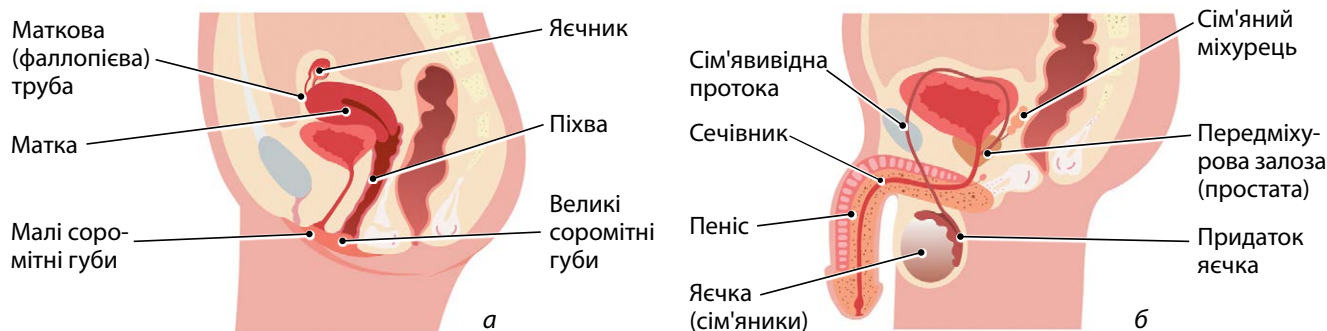 Маткова
(фаллопієва)
труба
Матка
Малі соро-
мітні губи
Яєчник
Піхва
Великі
соромітні
губи
а
Сім'явивідна
протока
Сечівник
Пеніс
Яєчка
(сім'яники)
Сім'яний
міхурець
Передміху-
рова залоза
(простата)
Придаток
яєчка
б